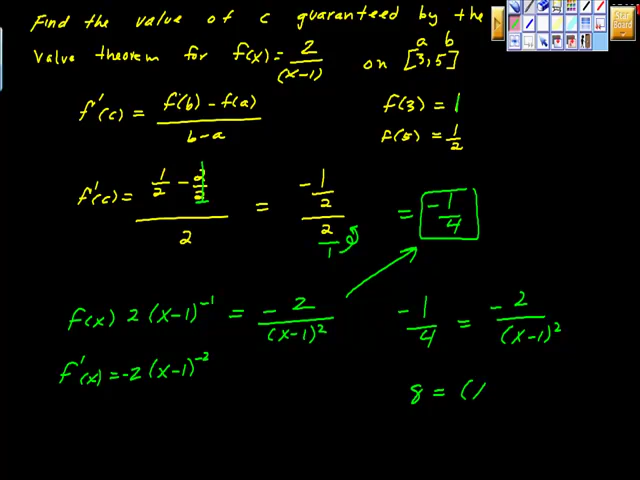 Find the value of c guaranteed by the
value theorem for f(x) = 2/(x-1) on [3, 5]
a b
f'(c) = f(b) - f(a) / b-a
f(3) = 1
f(5) = 1/2
f'(c) = 1/2 - 2/2 / 2 = -1/2 / 2/1 = -1/4
f(x) 2(x-1)^-1 = -2/(x-1)^2
-1/4 = -2/(x-1)^2
f'(x) = -2(x-1)^-2
8 = (
Star Board